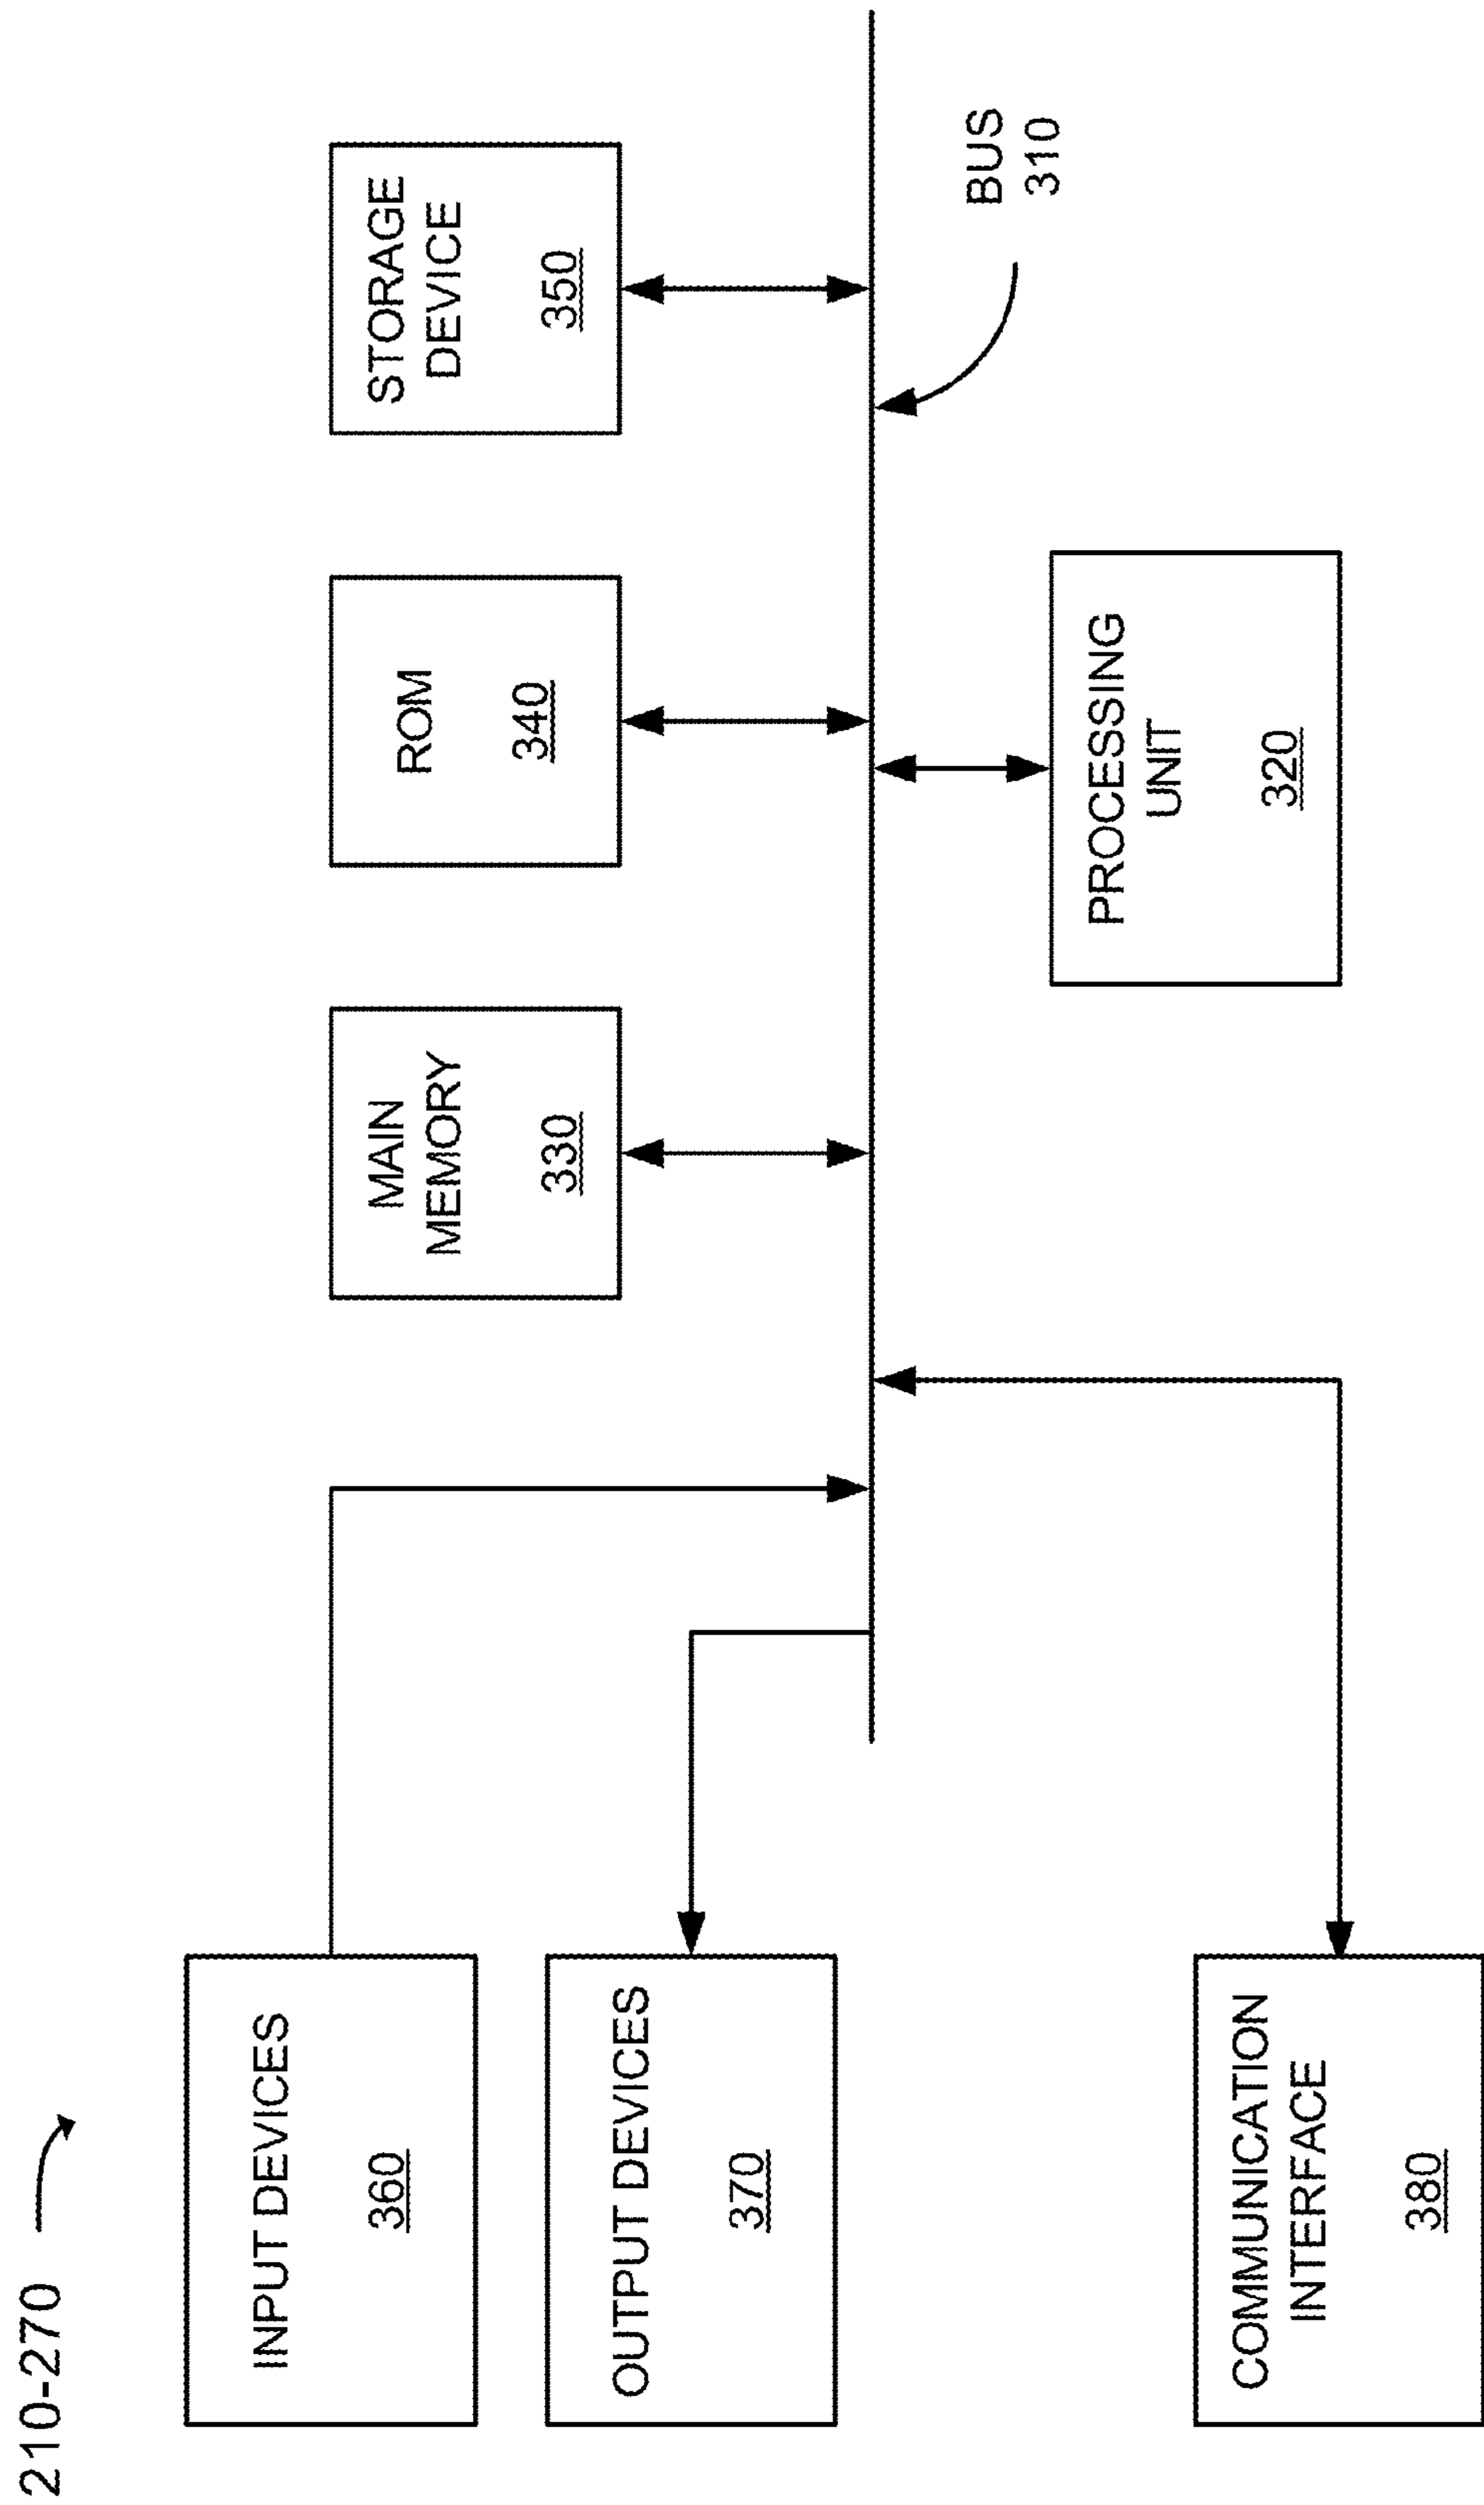 210-270
INPUT DEVICES
360
OUTPUT DEVICES
370
COMMUNICATION
INTERFACE
380
MAIN
MEMORY
330
ROM
340
STORAGE
DEVICE
350
PROCESSING
UNIT
320
BUS
310